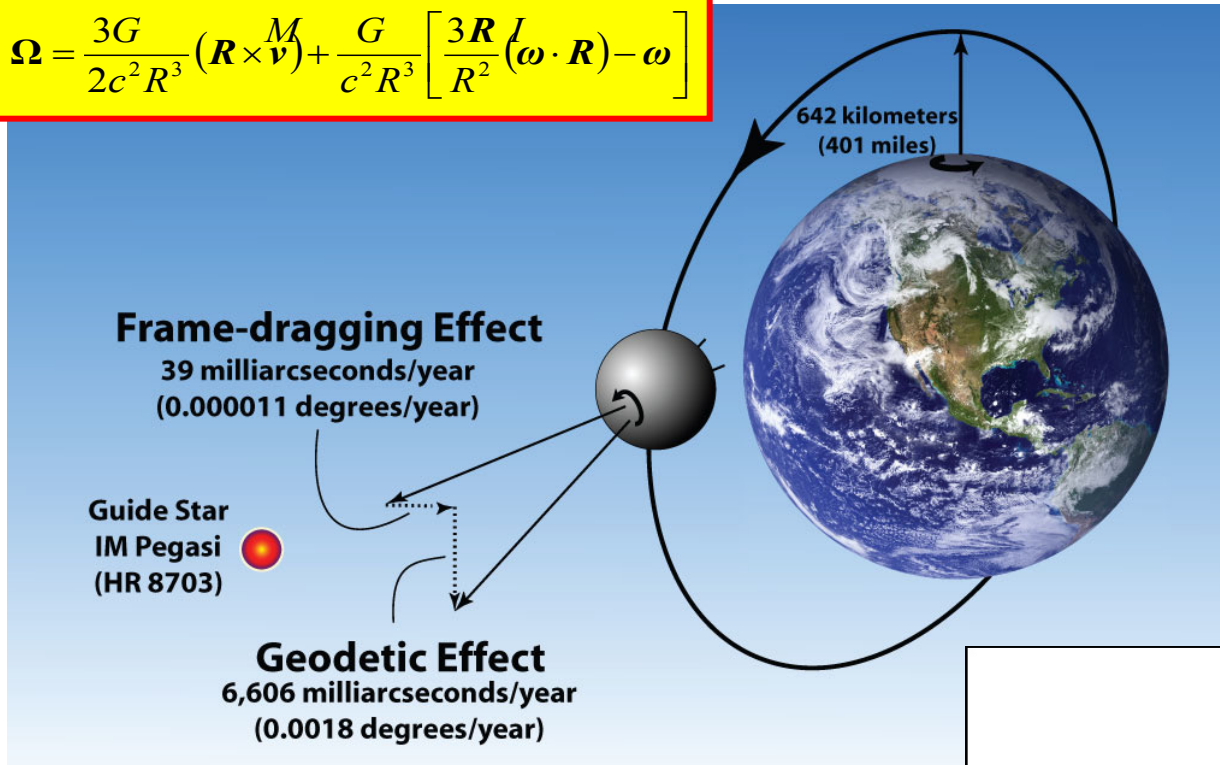 Ω = 3G/2c²R³ (R × v) M + G/c²R³ [3R/R² (ω · R) − ω] I
642 kilometers
(401 miles)
Frame-dragging Effect
39 milliarcseconds/year
(0.000011 degrees/year)
Guide Star
IM Pegasi
(HR 8703)
Geodetic Effect
6,606 milliarcseconds/year
(0.0018 degrees/year)